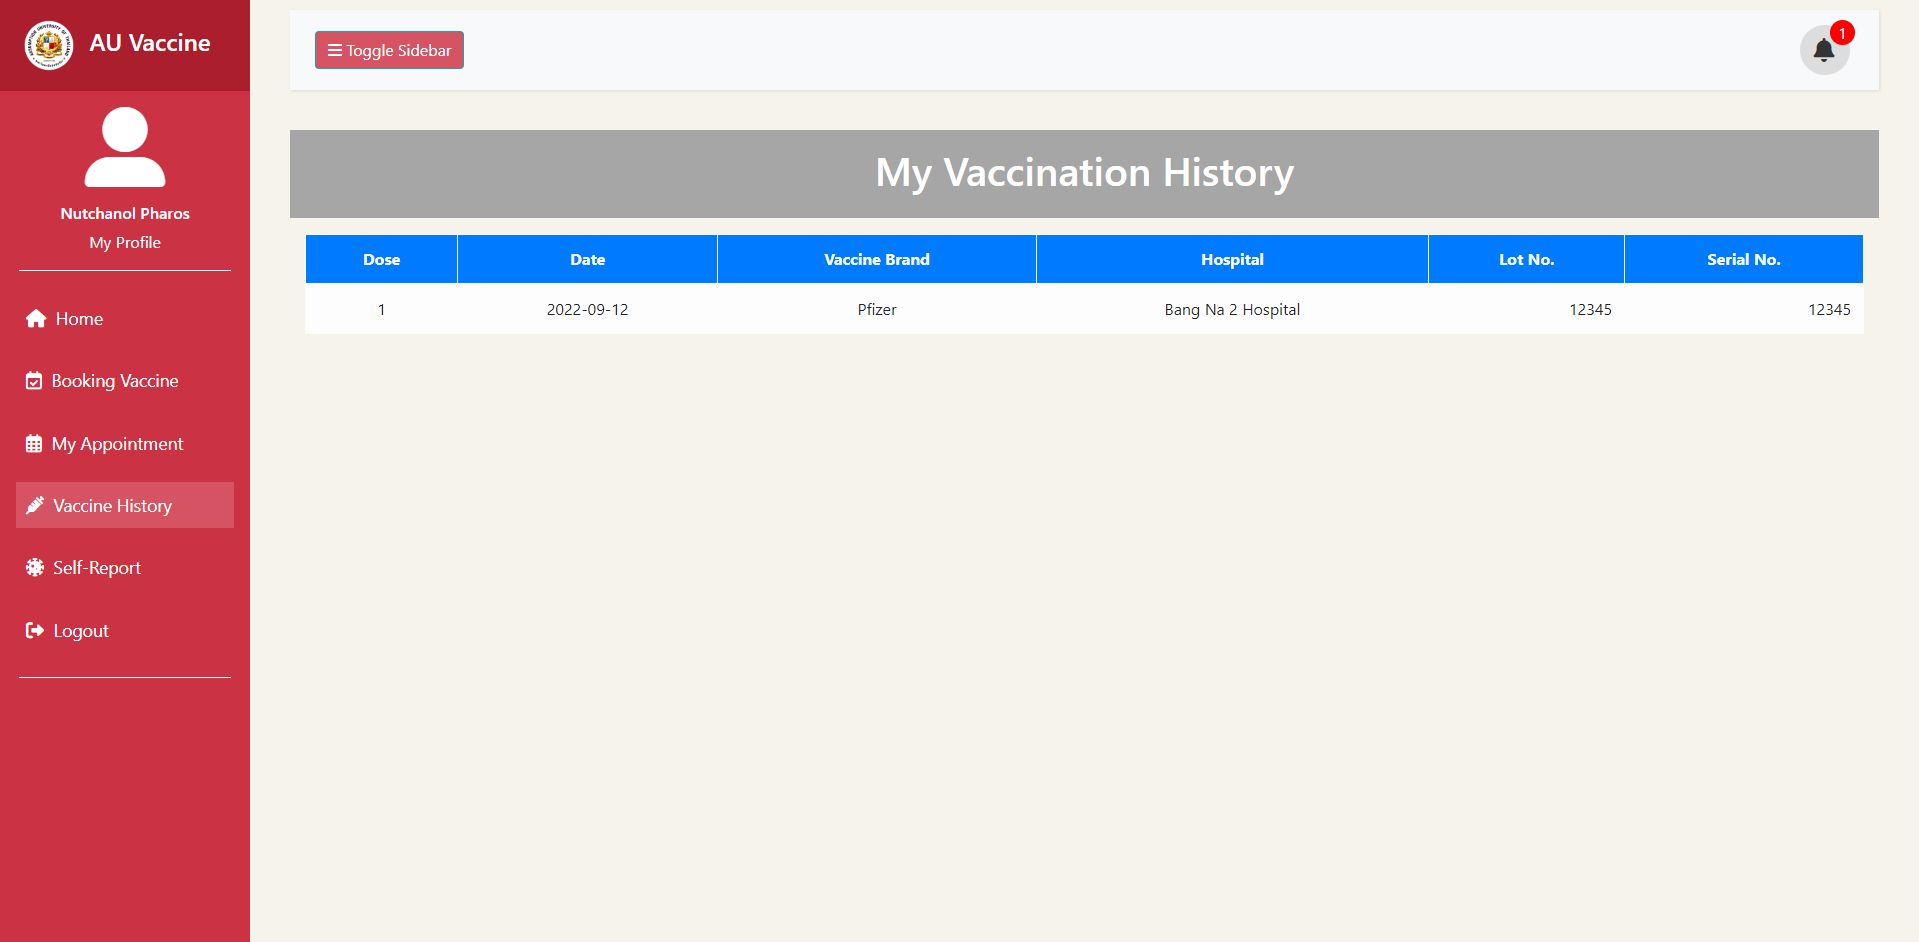 AU Vaccine
Nutchanol Pharos
My Profile
Home
Booking Vaccine
My Appointment
Vaccine History
Self-Report
Logout
Toggle Sidebar
1
My Vaccination History
Dose Date Vaccine Brand Hospital Lot No. Serial No.
1 2022-09-12 Pfizer Bang Na 2 Hospital 12345 12345